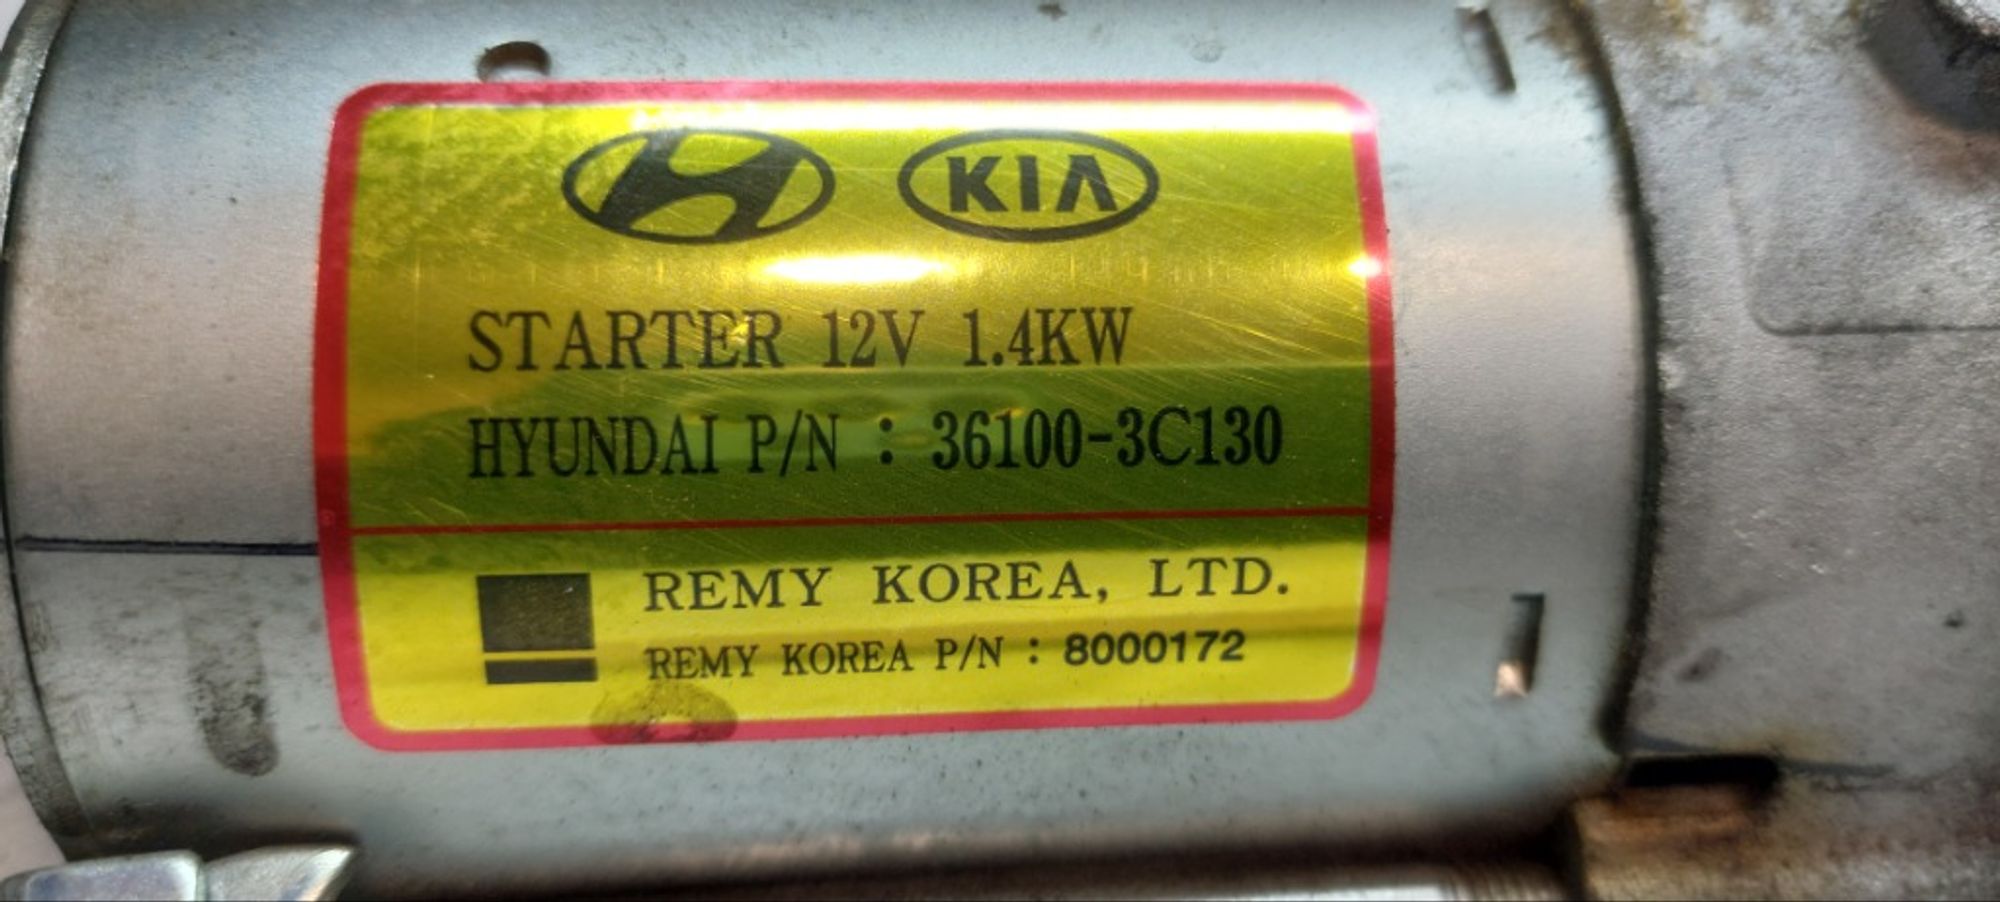 KIA
STARTER 12V 1.4KW
HYUNDAI P/N : 36100-3C130
REMY KOREA, LTD.
REMY KOREA P/N : 8000172